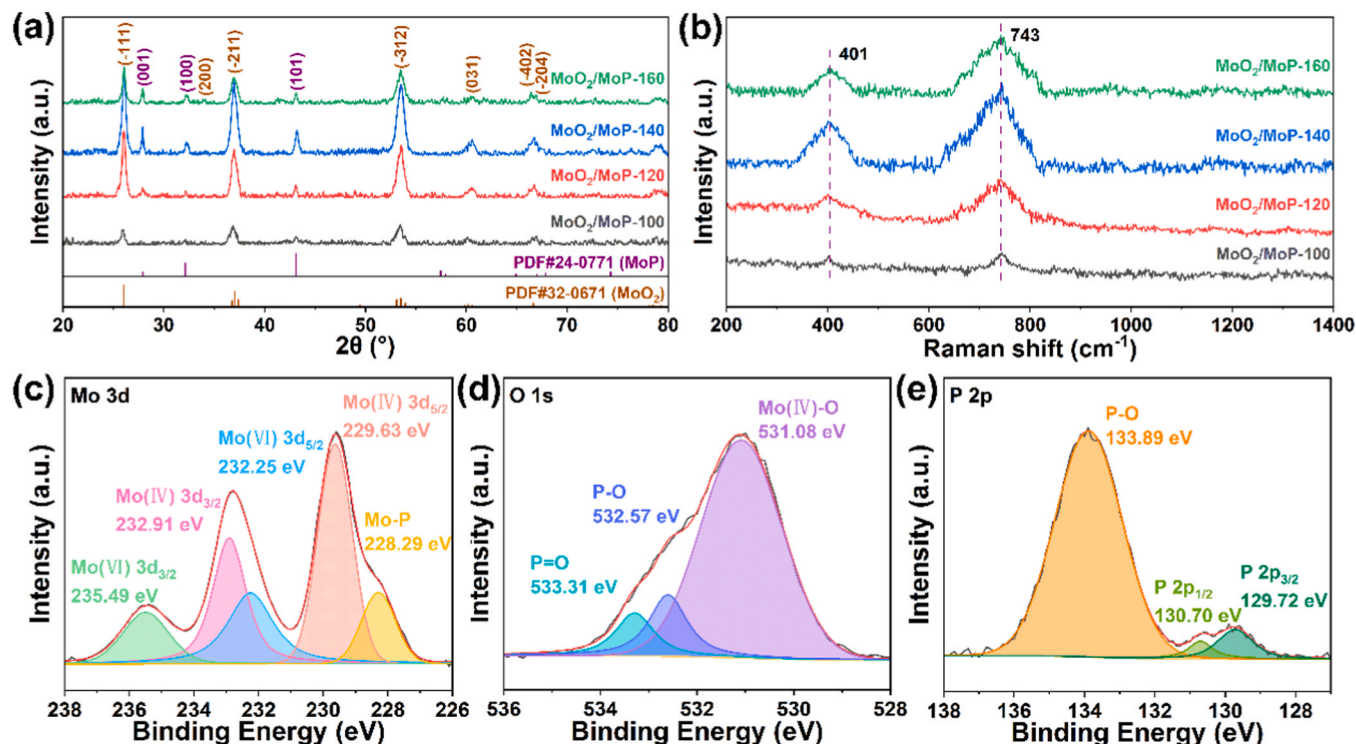 (a)
Intensity (a.u.)
(-111)
(001)
(100)
(200)
(-211)
(101)
(-312)
(031)
(-402)
(-204)
MoO₂/MoP-160
MoO₂/MoP-140
MoO₂/MoP-120
MoO₂/MoP-100
PDF#24-0771 (MoP)
PDF#32-0671 (MoO₂)
20 30 40 50 60 70 80
2θ (°)
(b)
Intensity (a.u.)
401
743
MoO₂/MoP-160
MoO₂/MoP-140
MoO₂/MoP-120
MoO₂/MoP-100
200 400 600 800 1000 1200 1400
Raman shift (cm⁻¹)
(c)
Mo 3d
Intensity (a.u.)
Mo(Ⅳ) 3d₅/₂
229.63 eV
Mo(Ⅵ) 3d₅/₂
232.25 eV
Mo(Ⅳ) 3d₃/₂
232.91 eV
Mo-P
228.29 eV
Mo(Ⅵ) 3d₃/₂
235.49 eV
238 236 234 232 230 228 226
Binding Energy (eV)
(d)
O 1s
Intensity (a.u.)
Mo(Ⅳ)-O
531.08 eV
P-O
532.57 eV
P=O
533.31 eV
536 534 532 530 528
Binding Energy (eV)
(e)
P 2p
Intensity (a.u.)
P-O
133.89 eV
P 2p₁/₂
130.70 eV
P 2p₃/₂
129.72 eV
138 136 134 132 130 128
Binding Energy (eV)